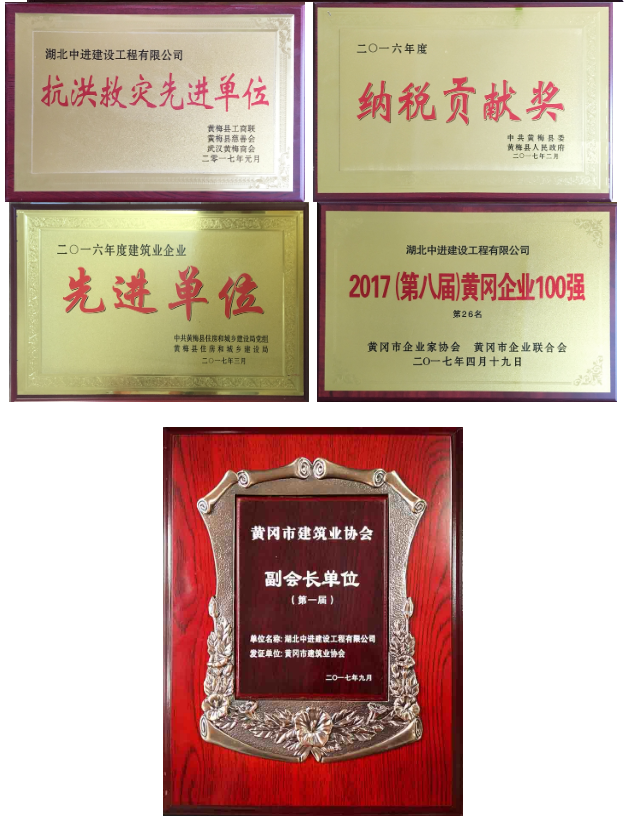 湖北中进建设工程有限公司
抗洪救灾先进单位
黄梅县工商联
黄梅县慈善会
武汉黄梅商会
二零一七年元月
二〇一六年度
纳税贡献奖
中共黄梅县委
黄梅县人民政府
二〇一七年二月
二〇一六年度建筑业企业
先进单位
中共黄梅县住房和城乡建设局党组
黄梅县住房和城乡建设局
二〇一七年三月
湖北中进建设工程有限公司
2017(第八届)黄冈企业100强
第26名
黄冈市企业家协会 黄冈市企业联合会
二〇一七年四月十九日
黄冈市建筑业协会
副会长单位
(第一届)
单位名称: 湖北中进建设工程有限公司
发证单位: 黄冈市建筑业协会
二〇一七年九月